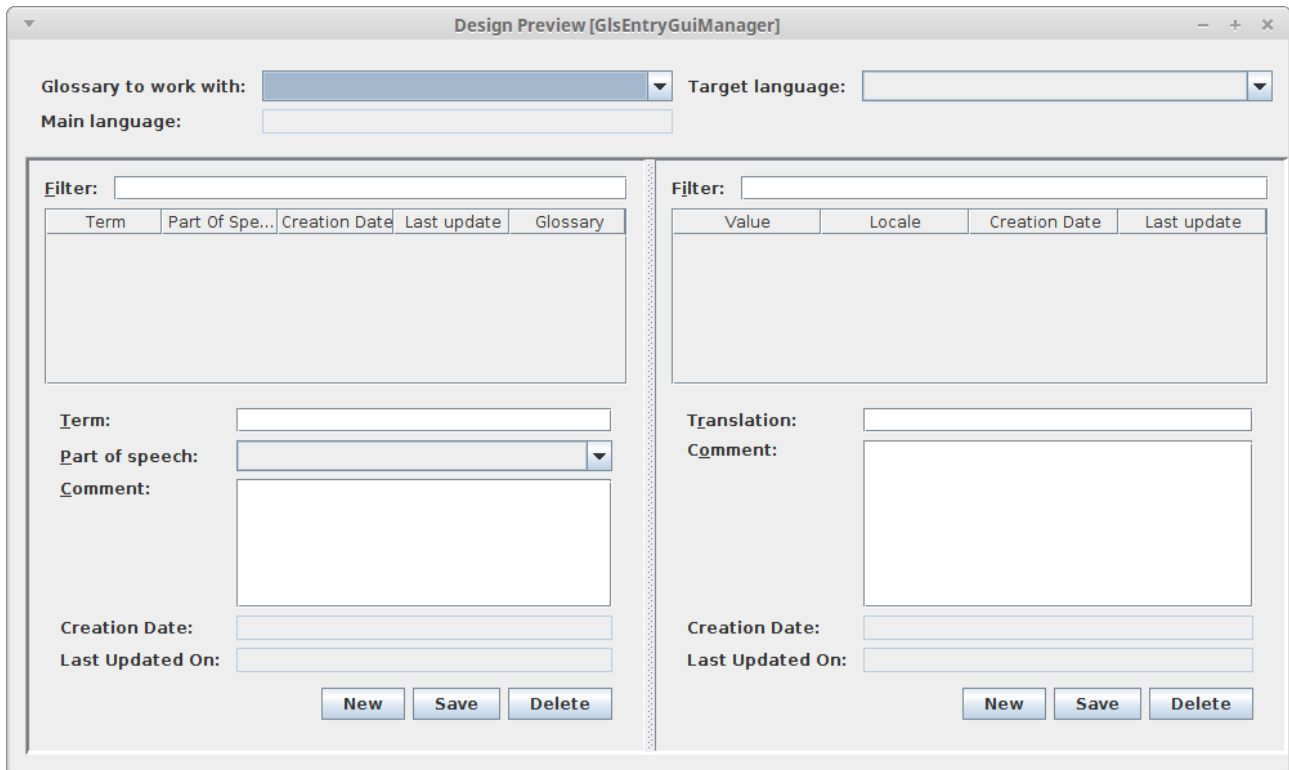 Design Preview [GlsEntryGuiManager]
Glossary to work with:
Target language:
Main language:
Filter:
Term Part Of Spe... Creation Date Last update Glossary
Term:
Part of speech:
Comment:
Creation Date:
Last Updated On:
New Save Delete
Filter:
Value Locale Creation Date Last update
Translation:
Comment:
Creation Date:
Last Updated On:
New Save Delete